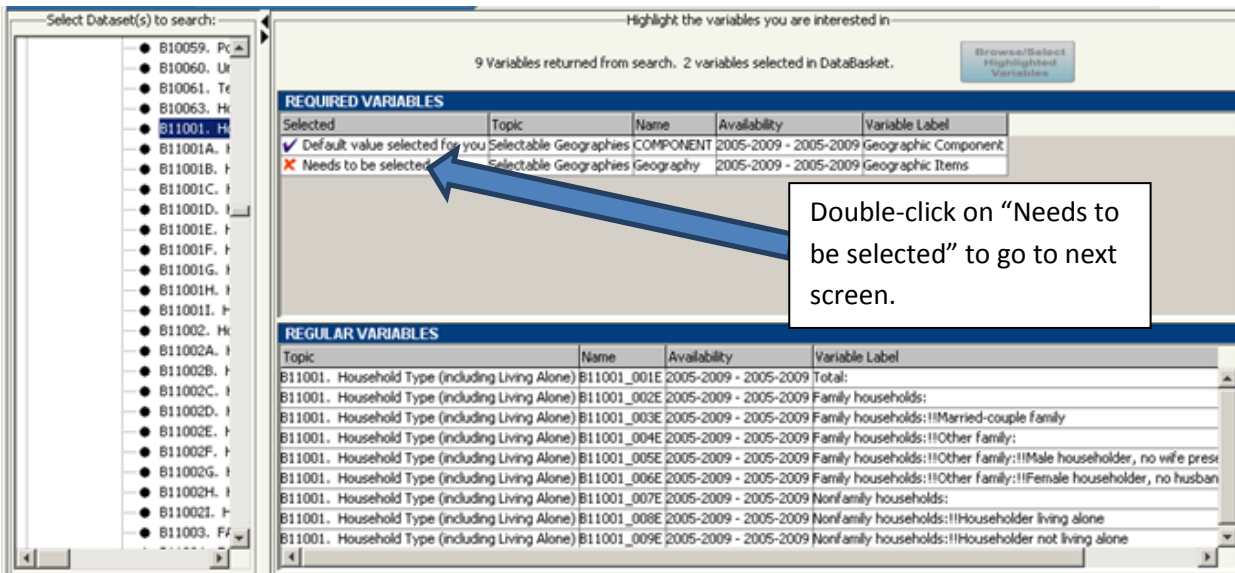 Select Dataset(s) to search:
B10059. Po
B10060. Ur
B10061. Te
B10063. Ho
B11001. Ho
B11001A. H
B11001B. H
B11001C. H
B11001D. H
B11001E. H
B11001F. H
B11001G. H
B11001H. H
B11001I. H
B11002. Ho
B11002A. H
B11002B. H
B11002C. H
B11002D. H
B11002E. H
B11002F. H
B11002G. H
B11002H. H
B11002I. H
B11003. FA
Highlight the variables you are interested in
9 Variables returned from search. 2 variables selected in DataBasket.
Browse/Select
Highlighted
Variables
REQUIRED VARIABLES
Selected Topic Name Availability Variable Label
✔ Default value selected for you Selectable Geographies COMPONENT 2005-2009 - 2005-2009 Geographic Component
✘ Needs to be selected Selectable Geographies Geography 2005-2009 - 2005-2009 Geographic Items
Double-click on “Needs to
be selected” to go to next
screen.
REGULAR VARIABLES
Topic Name Availability Variable Label
B11001. Household Type (including Living Alone) B11001_001E 2005-2009 - 2005-2009 Total:
B11001. Household Type (including Living Alone) B11001_002E 2005-2009 - 2005-2009 Family households:
B11001. Household Type (including Living Alone) B11001_003E 2005-2009 - 2005-2009 Family households:!!Married-couple family
B11001. Household Type (including Living Alone) B11001_004E 2005-2009 - 2005-2009 Family households:!!Other family:
B11001. Household Type (including Living Alone) B11001_005E 2005-2009 - 2005-2009 Family households:!!Other family:!!Male householder, no wife prese
B11001. Household Type (including Living Alone) B11001_006E 2005-2009 - 2005-2009 Family households:!!Other family:!!Female householder, no husban
B11001. Household Type (including Living Alone) B11001_007E 2005-2009 - 2005-2009 Nonfamily households:
B11001. Household Type (including Living Alone) B11001_008E 2005-2009 - 2005-2009 Nonfamily households:!!Householder living alone
B11001. Household Type (including Living Alone) B11001_009E 2005-2009 - 2005-2009 Nonfamily households:!!Householder not living alone